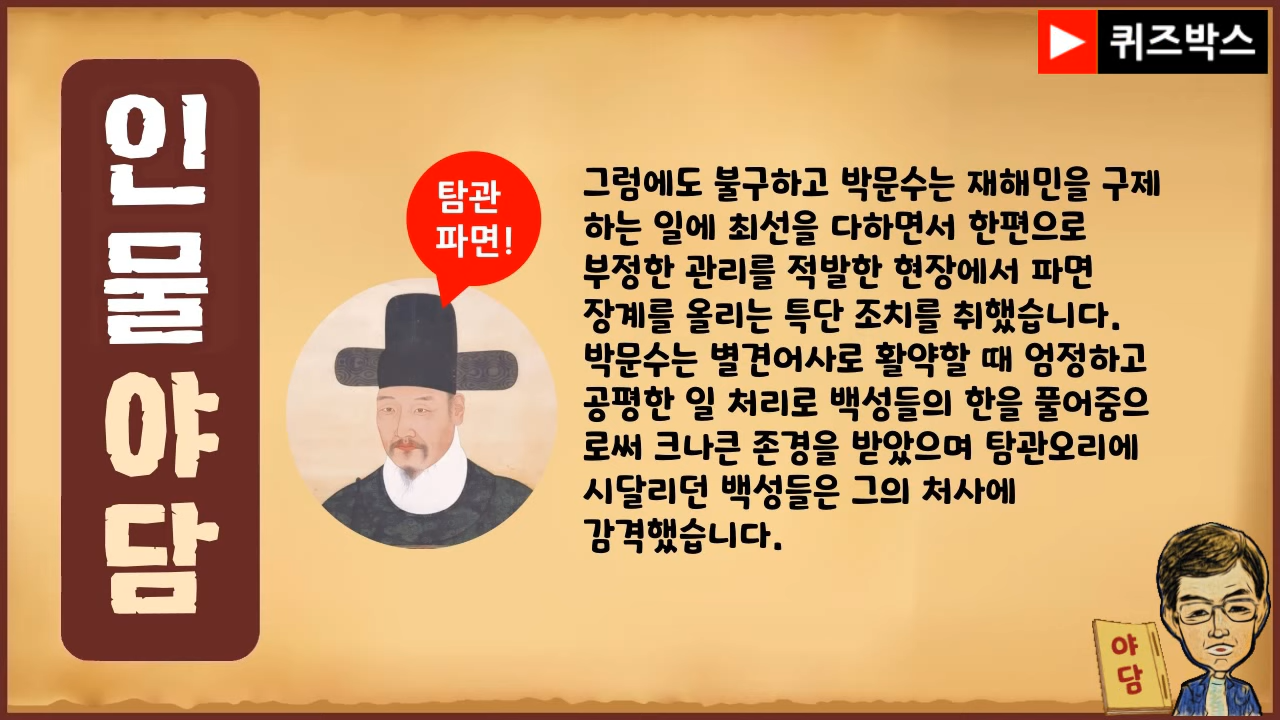 퀴즈박스
인물야담
탐관
파면!
그럼에도 불구하고 박문수는 재해민을 구제
하는 일에 최선을 다하면서 한편으로
부정한 관리를 적발한 현장에서 파면
장계를 올리는 특단 조치를 취했습니다.
박문수는 별견어사로 활약할 때 엄정하고
공평한 일 처리로 백성들의 한을 풀어줌으
로써 크나큰 존경을 받았으며 탐관오리에
시달리던 백성들은 그의 처사에
감격했습니다.
야
담